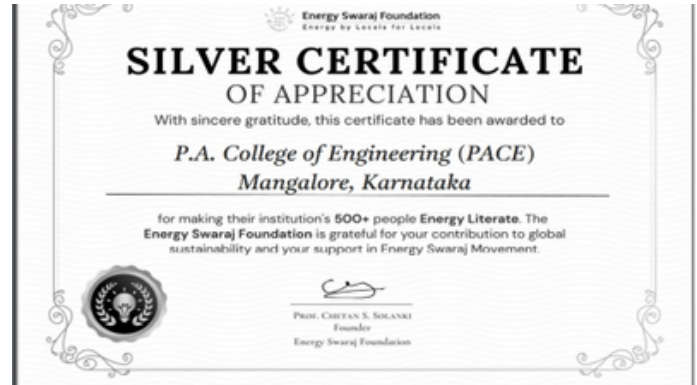 Energy Swaraj Foundation
Energy by Locals for Locals
SILVER CERTIFICATE
OF APPRECIATION
With sincere gratitude, this certificate has been awarded to
P.A. College of Engineering (PACE)
Mangalore, Karnataka
for making their institution's 500+ people Energy Literate. The
Energy Swaraj Foundation is grateful for your contribution to global
sustainability and your support in Energy Swaraj Movement.
Prof. Chetan S. Solanki
Founder
Energy Swaraj Foundation